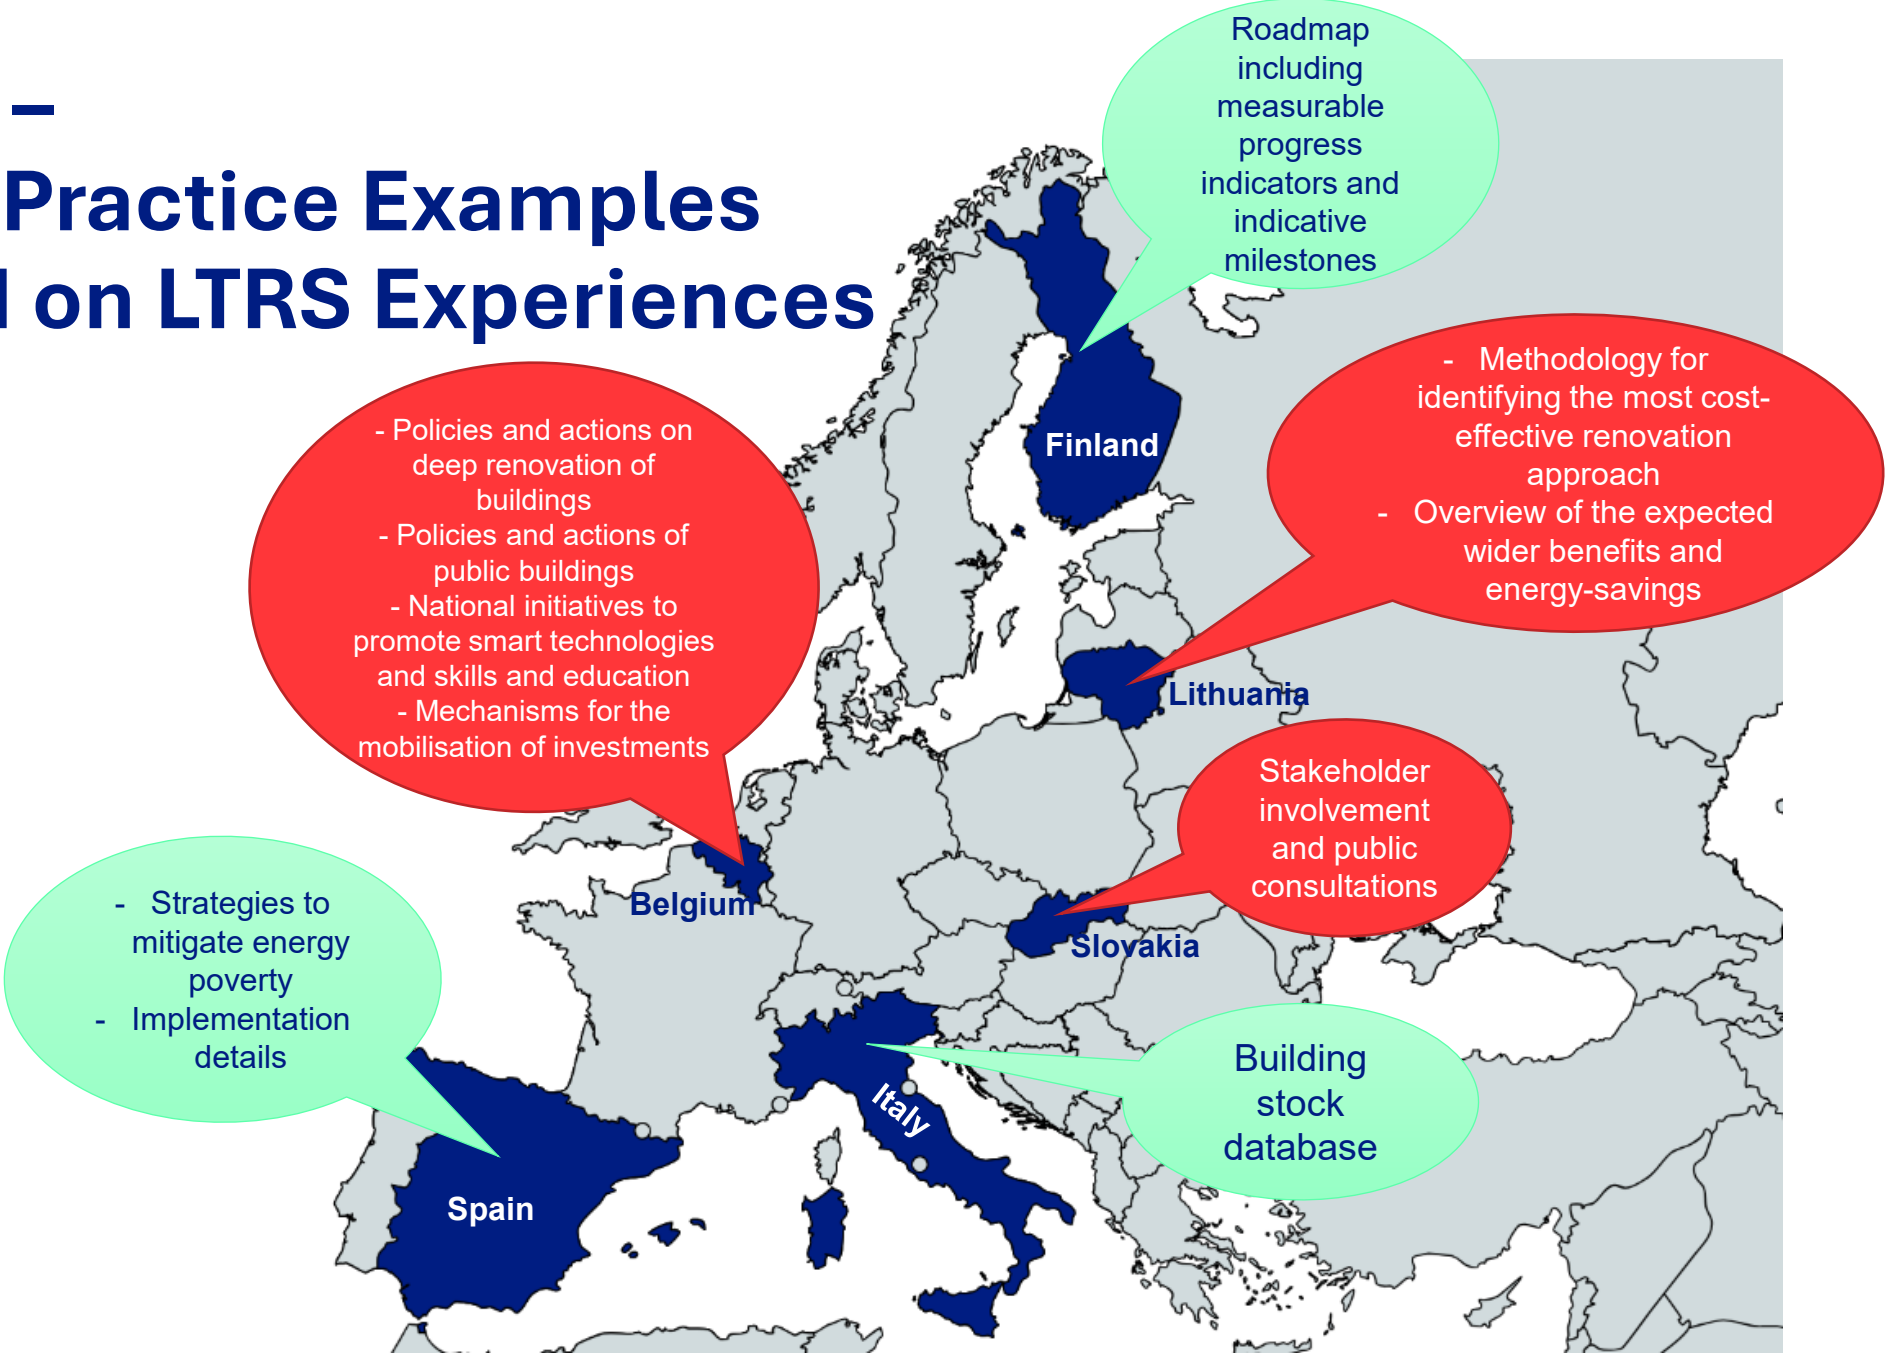 –
Practice Examples
on LTRS Experiences
Roadmap
including
measurable
progress
indicators and
indicative
milestones
- Methodology for
identifying the most cost-
effective renovation
approach
- Overview of the expected
wider benefits and
energy-savings
- Policies and actions on
deep renovation of
buildings
- Policies and actions of
public buildings
- National initiatives to
promote smart technologies
and skills and education
- Mechanisms for the
mobilisation of investments
Finland
Lithuania
Stakeholder
involvement
and public
consultations
Belgium
Slovakia
- Strategies to
mitigate energy
poverty
- Implementation
details
Building
stock
database
Italy
Spain